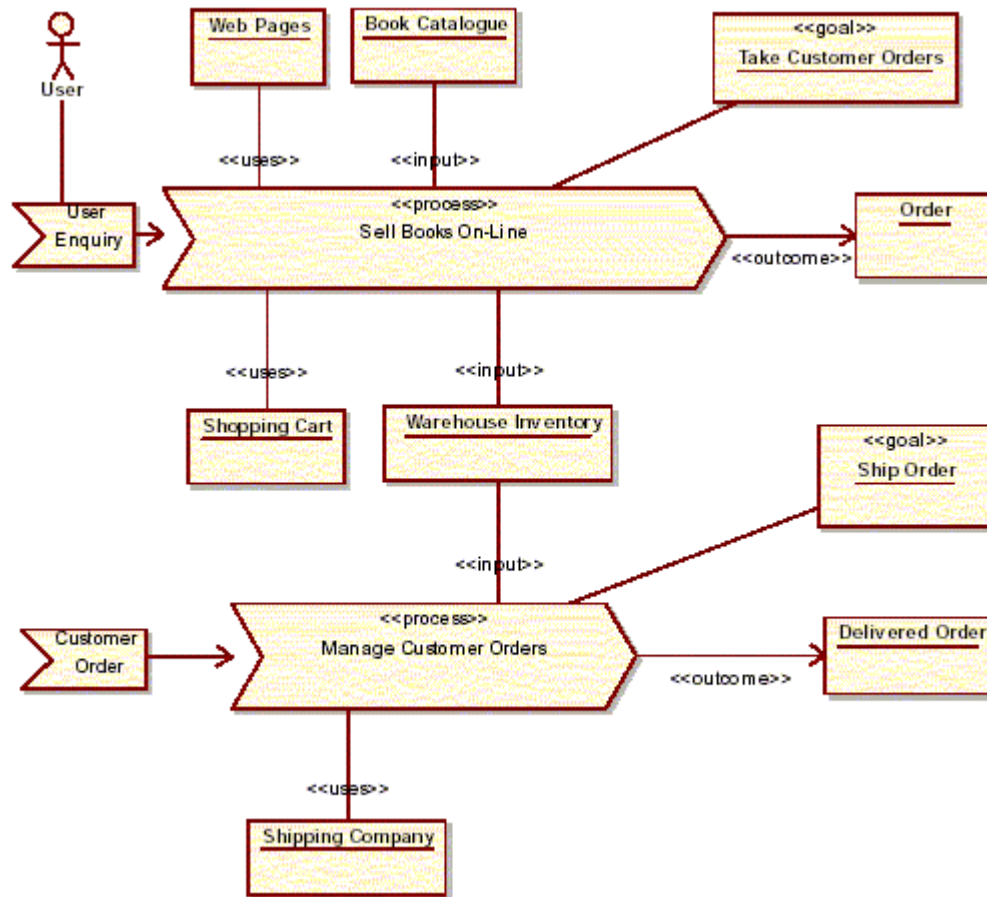 Web Pages
Book Catalogue
<<goal>>
Take Customer Orders
User
<<uses>>
<<input>>
User
Enquiry
<<process>>
Sell Books On-Line
Order
<<outcome>>
<<uses>>
<<input>>
Shopping Cart
Warehouse Inventory
<<goal>>
Ship Order
<<input>>
<<process>>
Manage Customer Orders
Customer
Order
Delivered Order
<<outcome>>
<<uses>>
Shipping Company